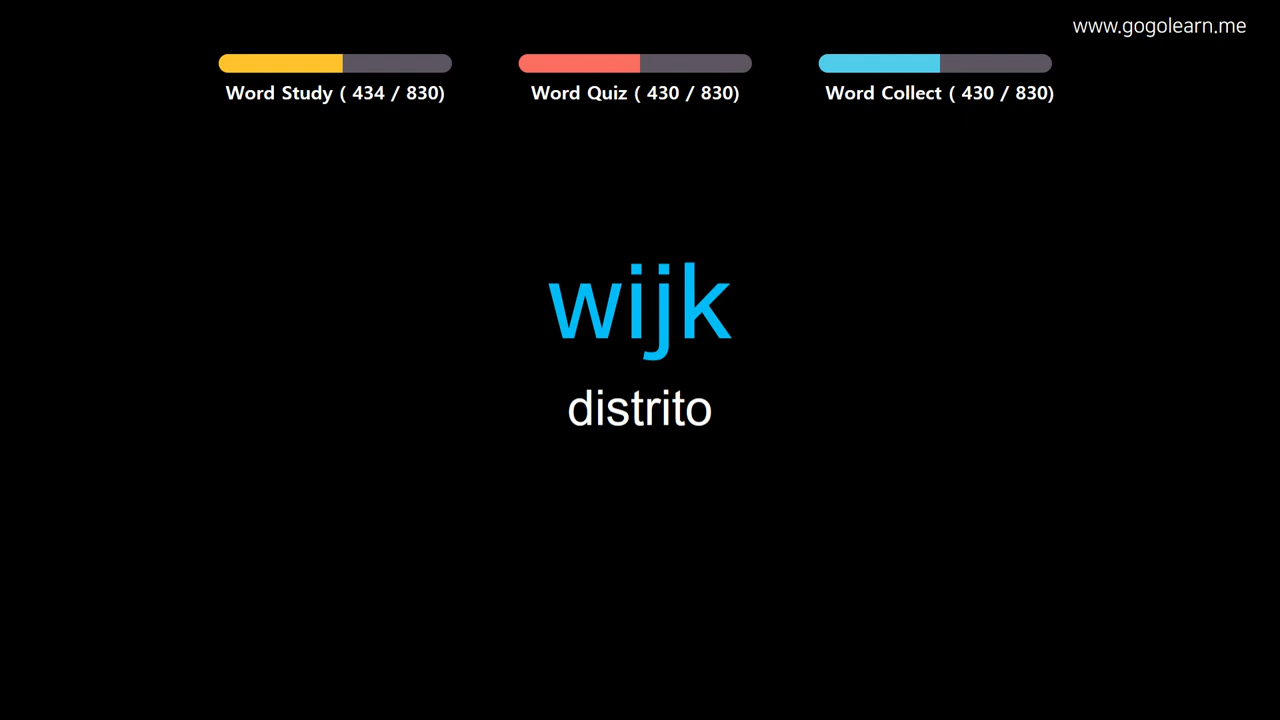 www.gogolearn.me
Word Study ( 434 / 830)
Word Quiz ( 430 / 830)
Word Collect ( 430 / 830)
wijk
distrito